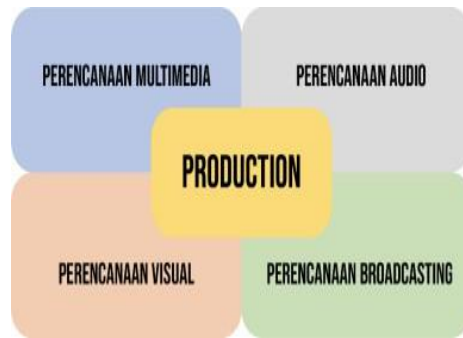 PERENCANAAN MULTIMEDIA
PERENCANAAN AUDIO
PRODUCTION
PERENCANAAN VISUAL
PERENCANAAN BROADCASTING